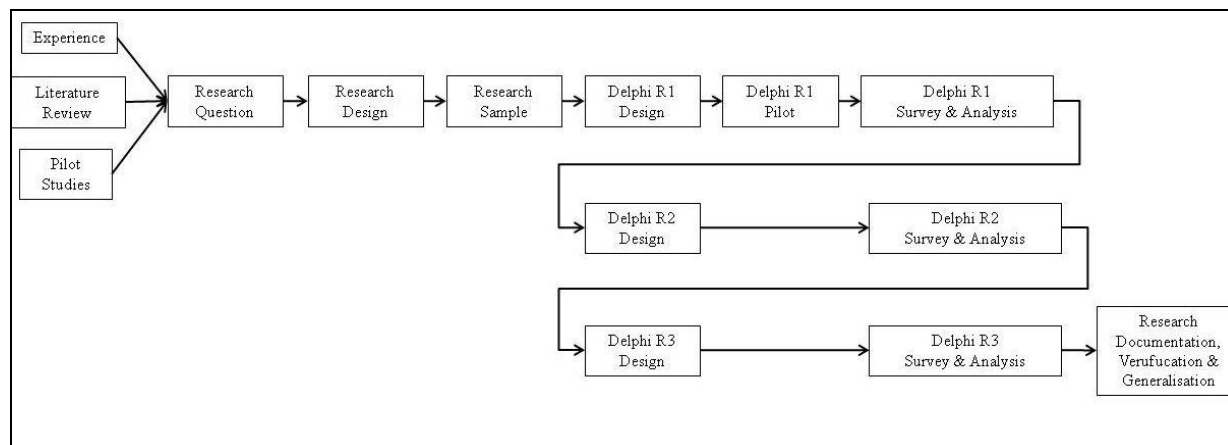 Experience
Literature
Review
Pilot
Studies
Research
Question
Research
Design
Research
Sample
Delphi R1
Design
Delphi R1
Pilot
Delphi R1
Survey & Analysis
Delphi R2
Design
Delphi R2
Survey & Analysis
Delphi R3
Design
Delphi R3
Survey & Analysis
Research
Documentation,
Verufucation &
Generalisation